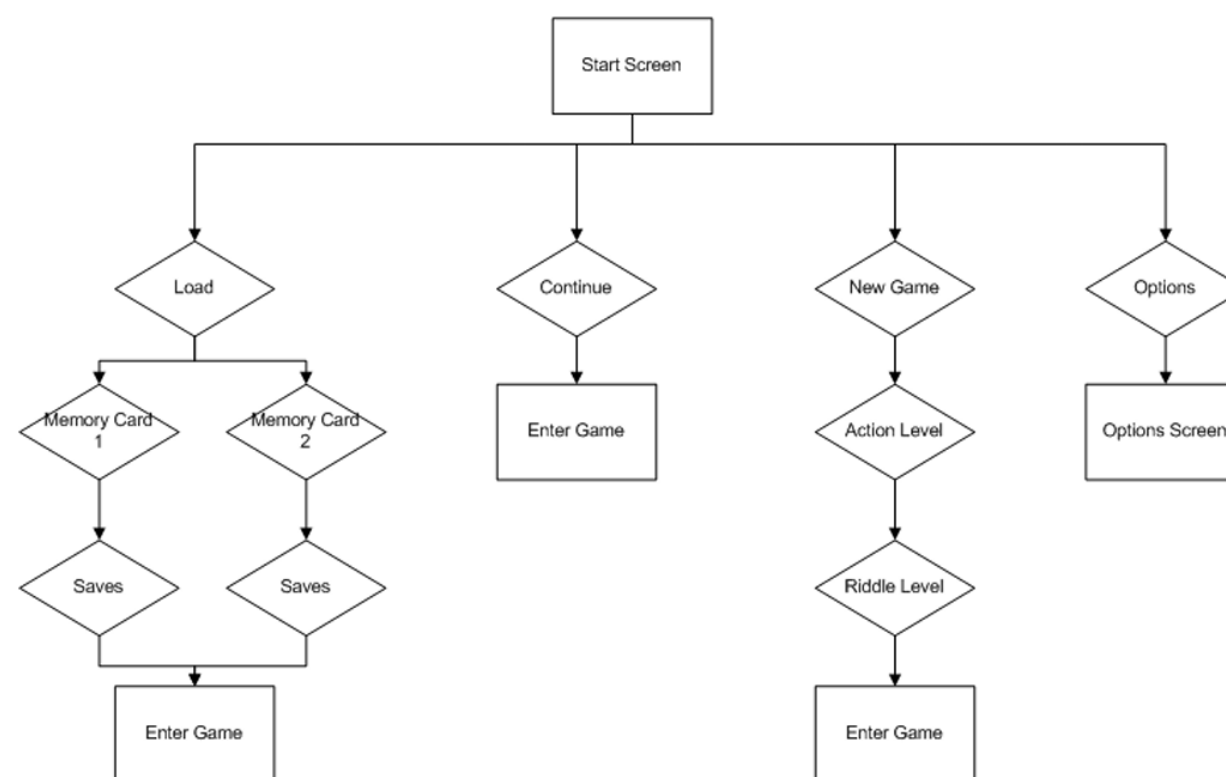 Start Screen
Load
Continue
New Game
Options
Memory Card
1
Memory Card
2
Enter Game
Action Level
Options Screen
Saves
Saves
Riddle Level
Enter Game
Enter Game